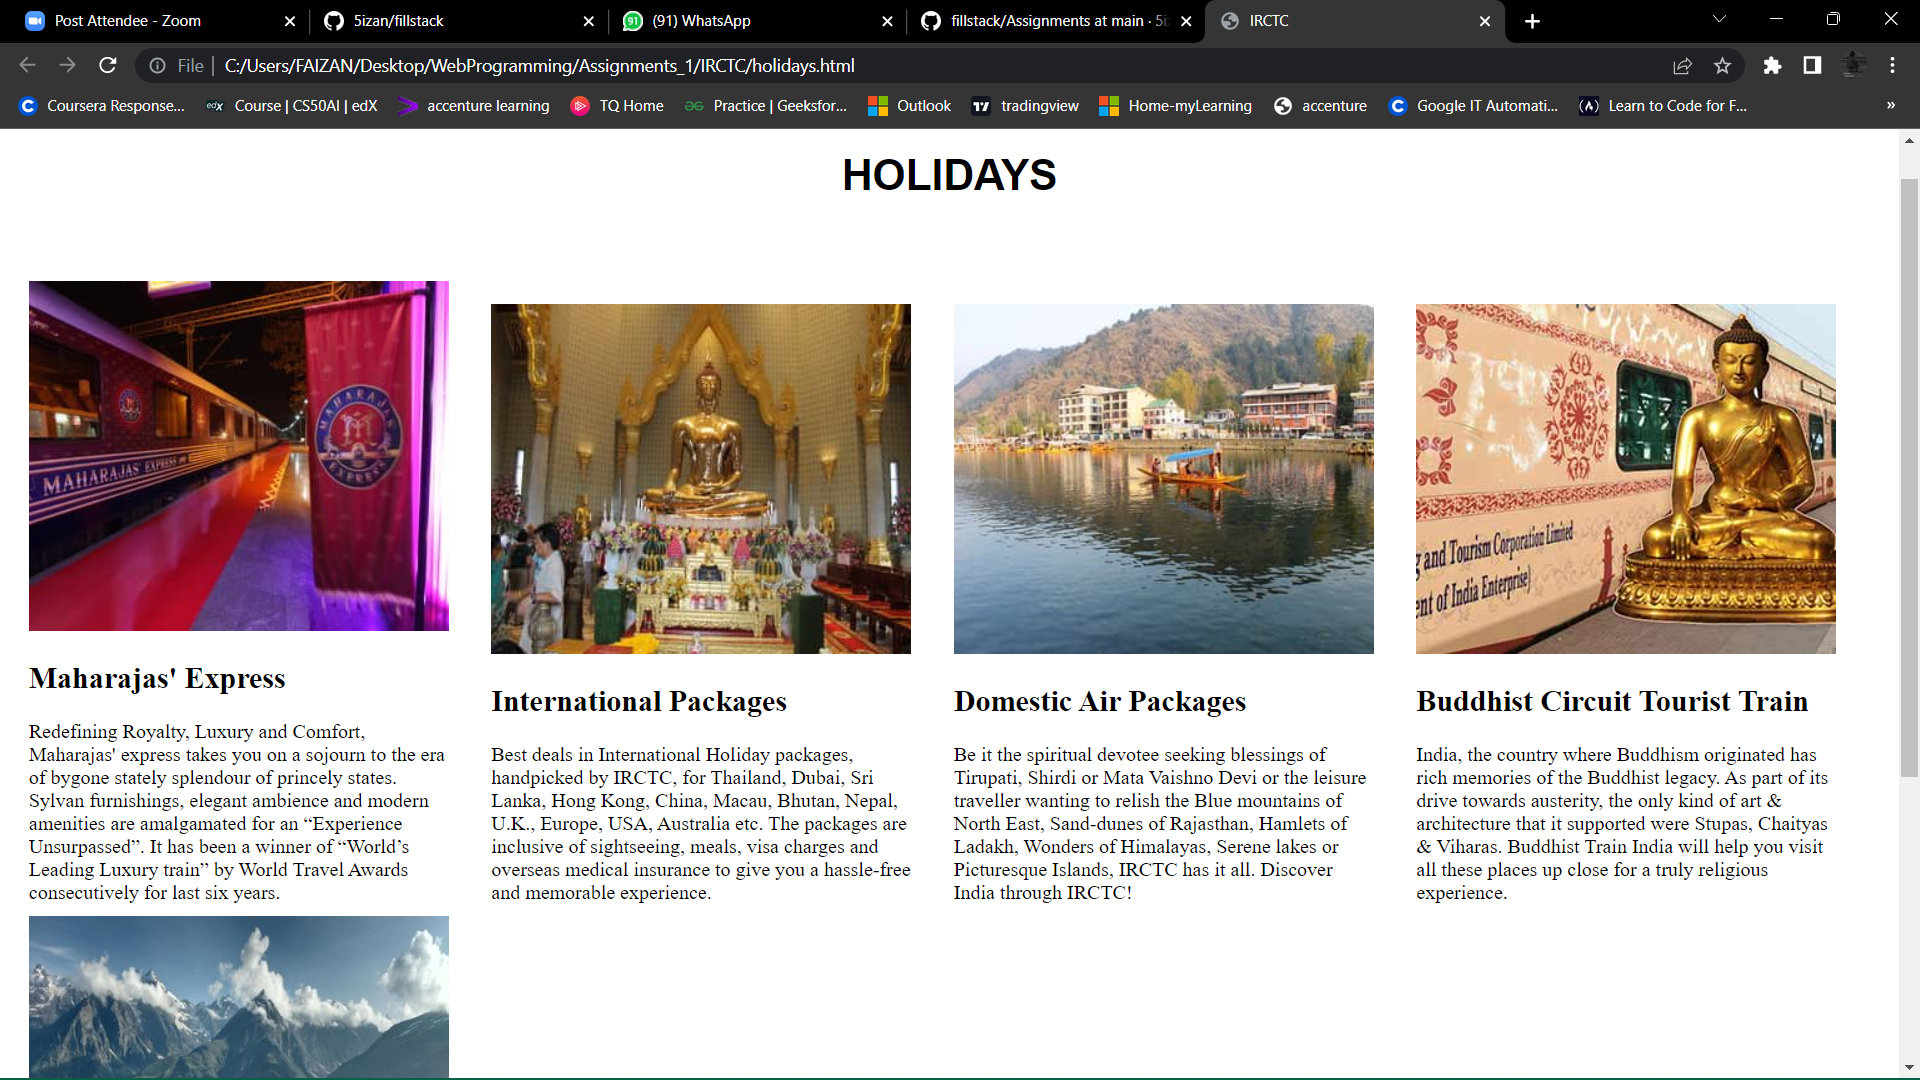 Post Attendee - Zoom
5izan/fillstack
(91) WhatsApp
fillstack/Assignments at main · 5i
IRCTC
File
C:/Users/FAIZAN/Desktop/WebProgramming/Assignments_1/IRCTC/holidays.html
Coursera Response...
edX
Course | CS50AI | edX
accenture learning
TQ Home
Practice | Geeksfor...
Outlook
tradingview
Home-myLearning
accenture
Google IT Automati...
Learn to Code for F...
HOLIDAYS
MAHARAJAS' EXPRESS
MAHARAJAS
EXPRESS
g and Tourism Corporation Limited
ent of India Enterprise)
Maharajas' Express
Redefining Royalty, Luxury and Comfort,
Maharajas' express takes you on a sojourn to the era
of bygone stately splendour of princely states.
Sylvan furnishings, elegant ambience and modern
amenities are amalgamated for an “Experience
Unsurpassed”. It has been a winner of “World’s
Leading Luxury train” by World Travel Awards
consecutively for last six years.
International Packages
Best deals in International Holiday packages,
handpicked by IRCTC, for Thailand, Dubai, Sri
Lanka, Hong Kong, China, Macau, Bhutan, Nepal,
U.K., Europe, USA, Australia etc. The packages are
inclusive of sightseeing, meals, visa charges and
overseas medical insurance to give you a hassle-free
and memorable experience.
Domestic Air Packages
Be it the spiritual devotee seeking blessings of
Tirupati, Shirdi or Mata Vaishno Devi or the leisure
traveller wanting to relish the Blue mountains of
North East, Sand-dunes of Rajasthan, Hamlets of
Ladakh, Wonders of Himalayas, Serene lakes or
Picturesque Islands, IRCTC has it all. Discover
India through IRCTC!
Buddhist Circuit Tourist Train
India, the country where Buddhism originated has
rich memories of the Buddhist legacy. As part of its
drive towards austerity, the only kind of art &
architecture that it supported were Stupas, Chaityas
& Viharas. Buddhist Train India will help you visit
all these places up close for a truly religious
experience.